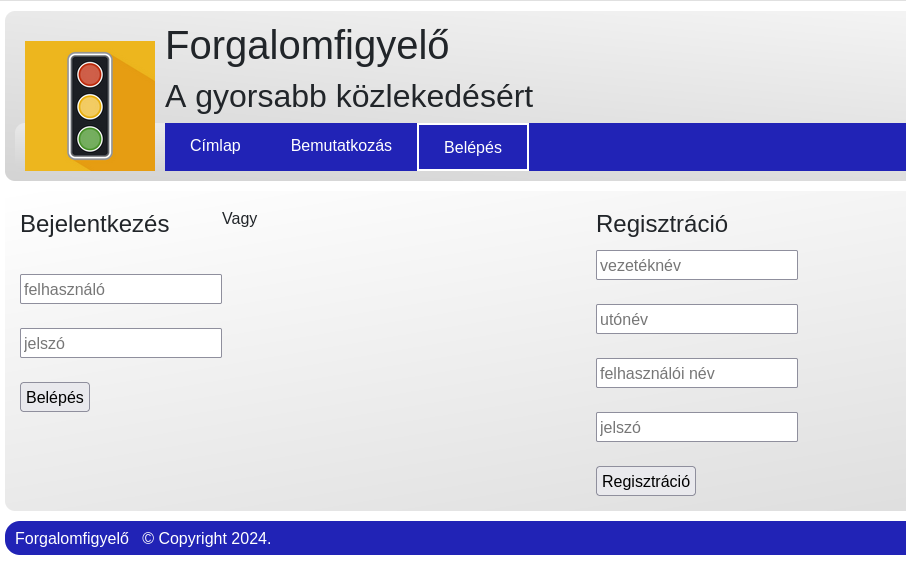 Forgalomfigyelő
A gyorsabb közlekedésért
Címlap Bemutatkozás Belépés
Bejelentkezés
felhasználó
jelszó
Belépés
Vagy
Regisztráció
vezetéknév
utónév
felhasználói név
jelszó
Regisztráció
Forgalomfigyelő © Copyright 2024.